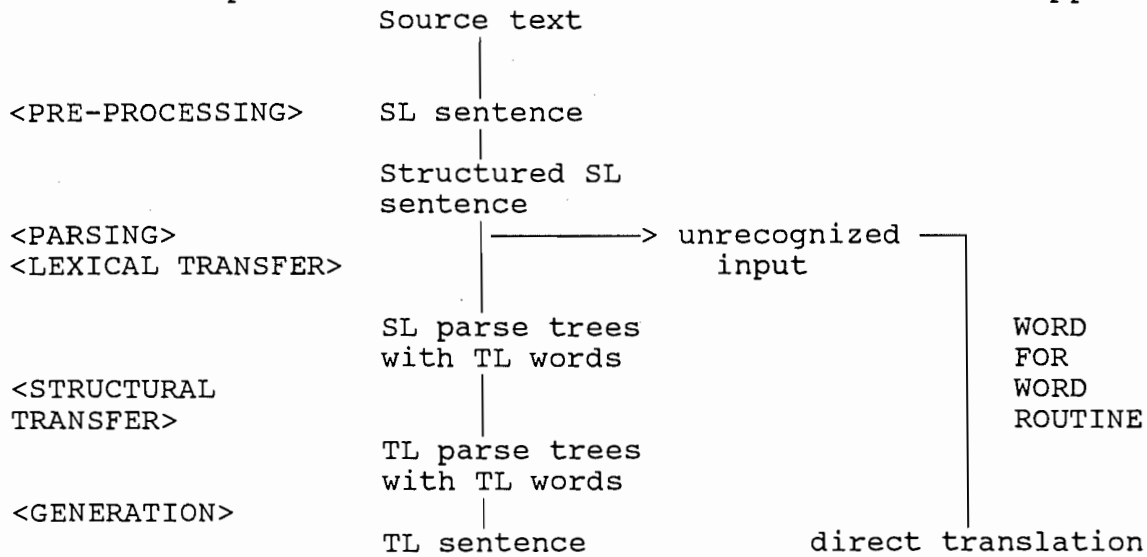 Source text
<PRE-PROCESSING> SL sentence
Structured SL
sentence
<PARSING> > unrecognized
<LEXICAL TRANSFER> input
SL parse trees WORD
with TL words FOR
<STRUCTURAL WORD
TRANSFER> ROUTINE
TL parse trees
with TL words
<GENERATION>
TL sentence direct translation